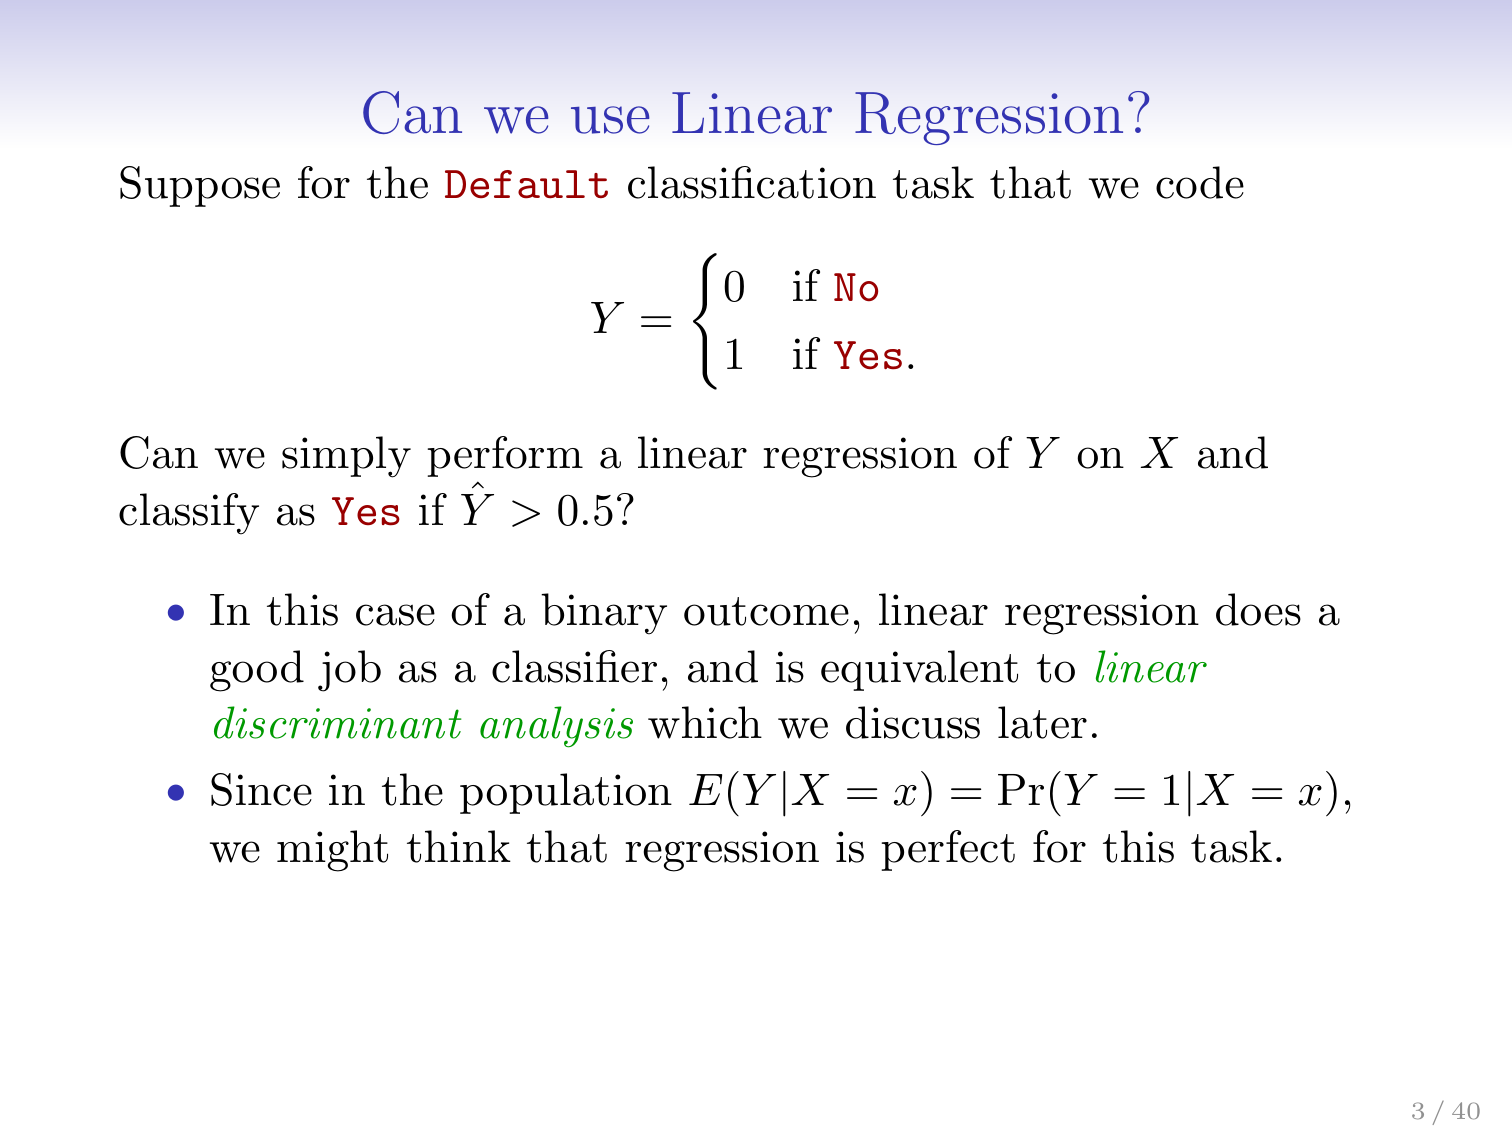 Can we use Linear Regression?
Suppose for the Default classification task that we code
Y = { 0 if No
1 if Yes.
Can we simply perform a linear regression of Y on X and
classify as Yes if Ŷ > 0.5?
• In this case of a binary outcome, linear regression does a
good job as a classifier, and is equivalent to linear
discriminant analysis which we discuss later.
• Since in the population E(Y|X = x) = Pr(Y = 1|X = x),
we might think that regression is perfect for this task.
3 / 40